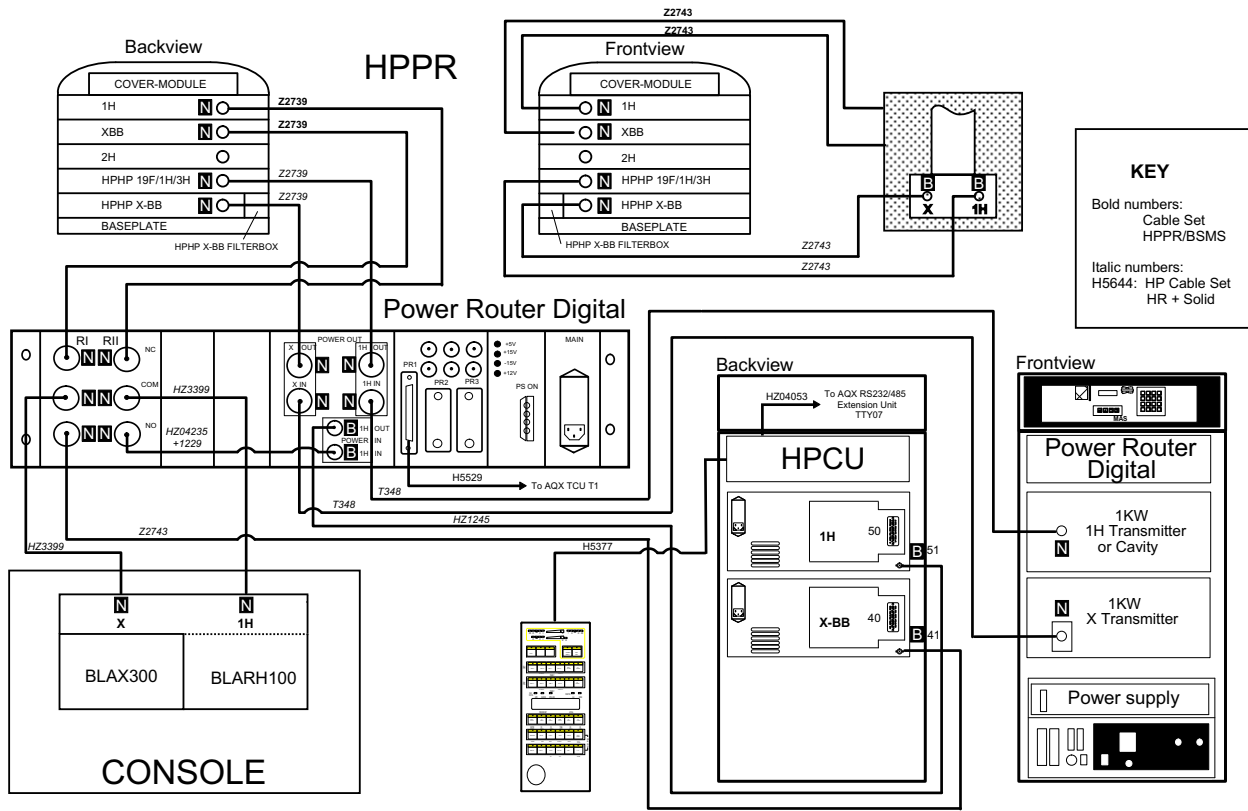 Z2743
Z2743
Backview
Frontview
HPPR
COVER-MODULE
1H N
XBB N
2H
HPHP 19F/1H/3H N
HPHP X-BB N
BASEPLATE
HPHP X-BB FILTERBOX
Z2739
Z2739
Z2739
Z2739
COVER-MODULE
N 1H
N XBB
2H
N HPHP 19F/1H/3H
N HPHP X-BB
BASEPLATE
HPHP X-BB FILTERBOX
Z2743
Z2743
B B
X 1H
KEY
Bold numbers:
Cable Set
HPPR/BSMS
Italic numbers:
H5644: HP Cable Set
HR + Solid
Power Router Digital
RI RII
N N NC
N N COM
N N NO
HZ3399
HZ04235
+1229
POWER OUT
X OUT 1H OUT
N N
X IN 1H IN
N N
B 1H OUT
POWER IN
B 1H IN
PR1
PR2 PR3
+5V
+15V
-15V
+12V
PS ON
MAIN
H5529
To AQX TCU T1
T348
T348
HZ1245
Z2743
HZ3399
H5377
Backview
HZ04053
To AQX RS232/485
Extension Unit
TTY07
HPCU
1H 50
B 51
X-BB 40
B 41
Frontview
MAS
Power Router
Digital
1KW
1H Transmitter
or Cavity
N
N
1KW
X Transmitter
Power supply
N N
X 1H
BLAX300 BLARH100
CONSOLE